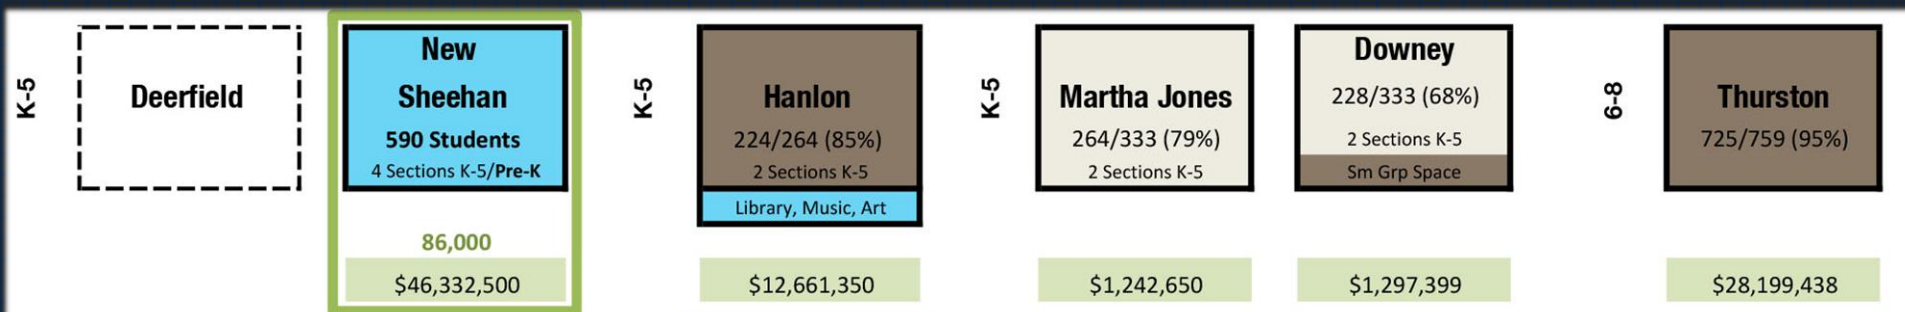 K-5
Deerfield
New
Sheehan
590 Students
4 Sections K-5/Pre-K
86,000
$46,332,500
K-5
Hanlon
224/264 (85%)
2 Sections K-5
Library, Music, Art
$12,661,350
K-5
Martha Jones
264/333 (79%)
2 Sections K-5
$1,242,650
Downey
228/333 (68%)
2 Sections K-5
Sm Grp Space
$1,297,399
6-8
Thurston
725/759 (95%)
$28,199,438